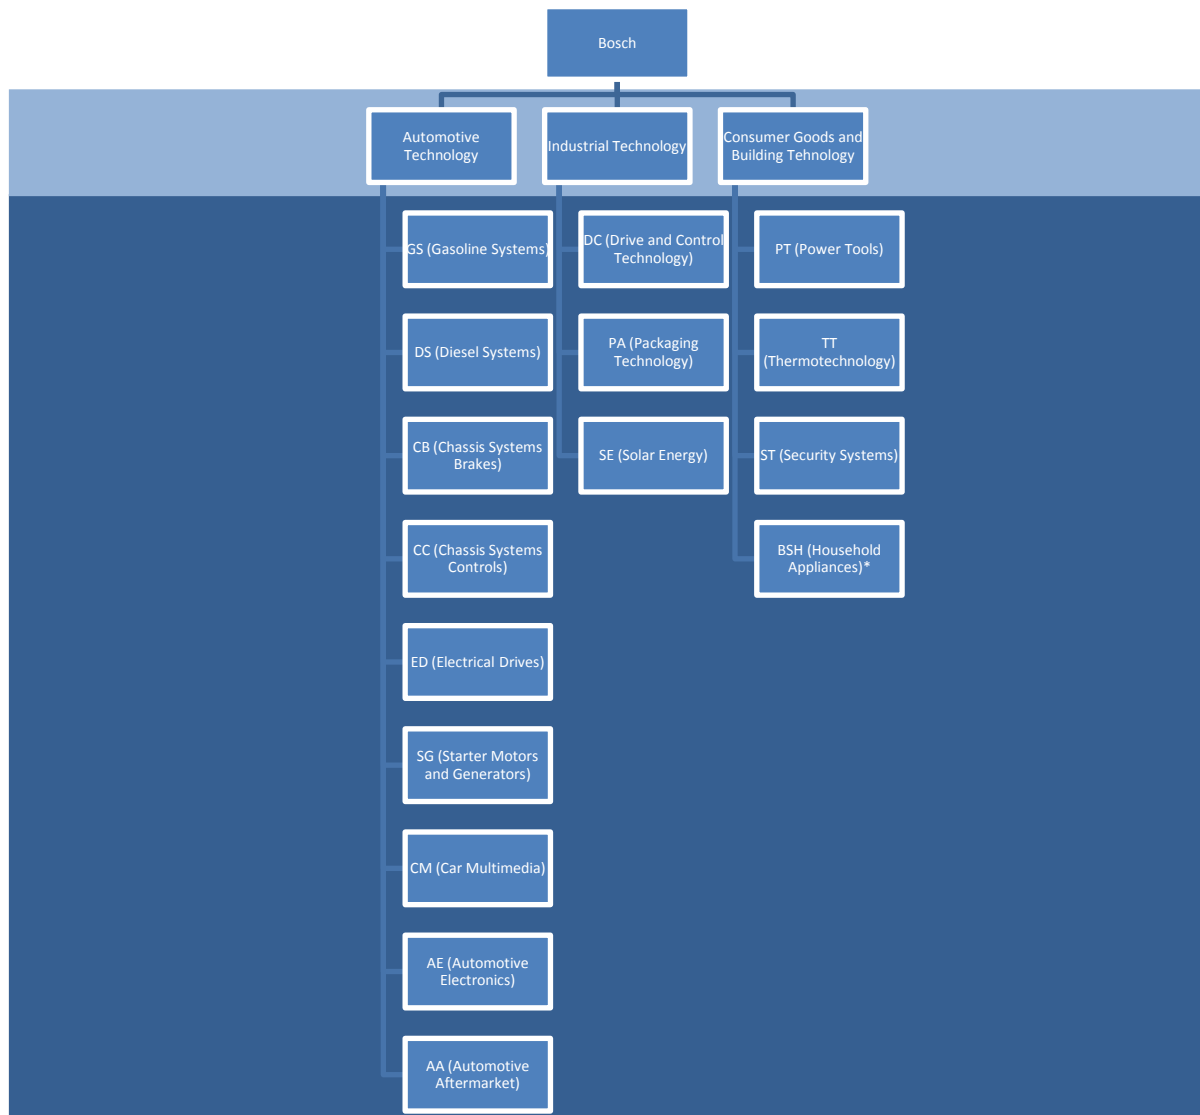 Bosch
Automotive
Technology
Industrial Technology
Consumer Goods and
Building Tehnology
GS (Gasoline Systems)
DS (Diesel Systems)
CB (Chassis Systems
Brakes)
CC (Chassis Systems
Controls)
ED (Electrical Drives)
SG (Starter Motors
and Generators)
CM (Car Multimedia)
AE (Automotive
Electronics)
AA (Automotive
Aftermarket)
DC (Drive and Control
Technology)
PA (Packaging
Technology)
SE (Solar Energy)
PT (Power Tools)
TT
(Thermotechnology)
ST (Security Systems)
BSH (Household
Appliances)*